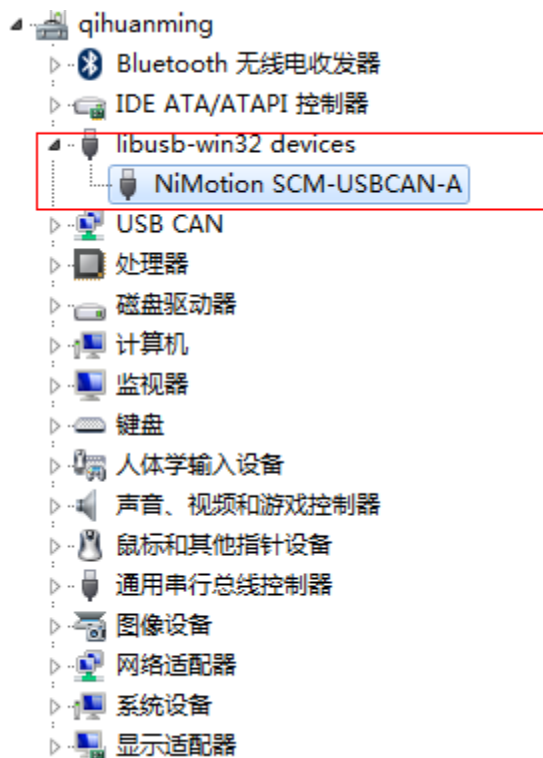 qihuanming
Bluetooth 无线电收发器
IDE ATA/ATAPI 控制器
libusb-win32 devices
NiMotion SCM-USBCAN-A
USB CAN
处理器
磁盘驱动器
计算机
监视器
键盘
人体学输入设备
声音、视频和游戏控制器
鼠标和其他指针设备
通用串行总线控制器
图像设备
网络适配器
系统设备
显示适配器